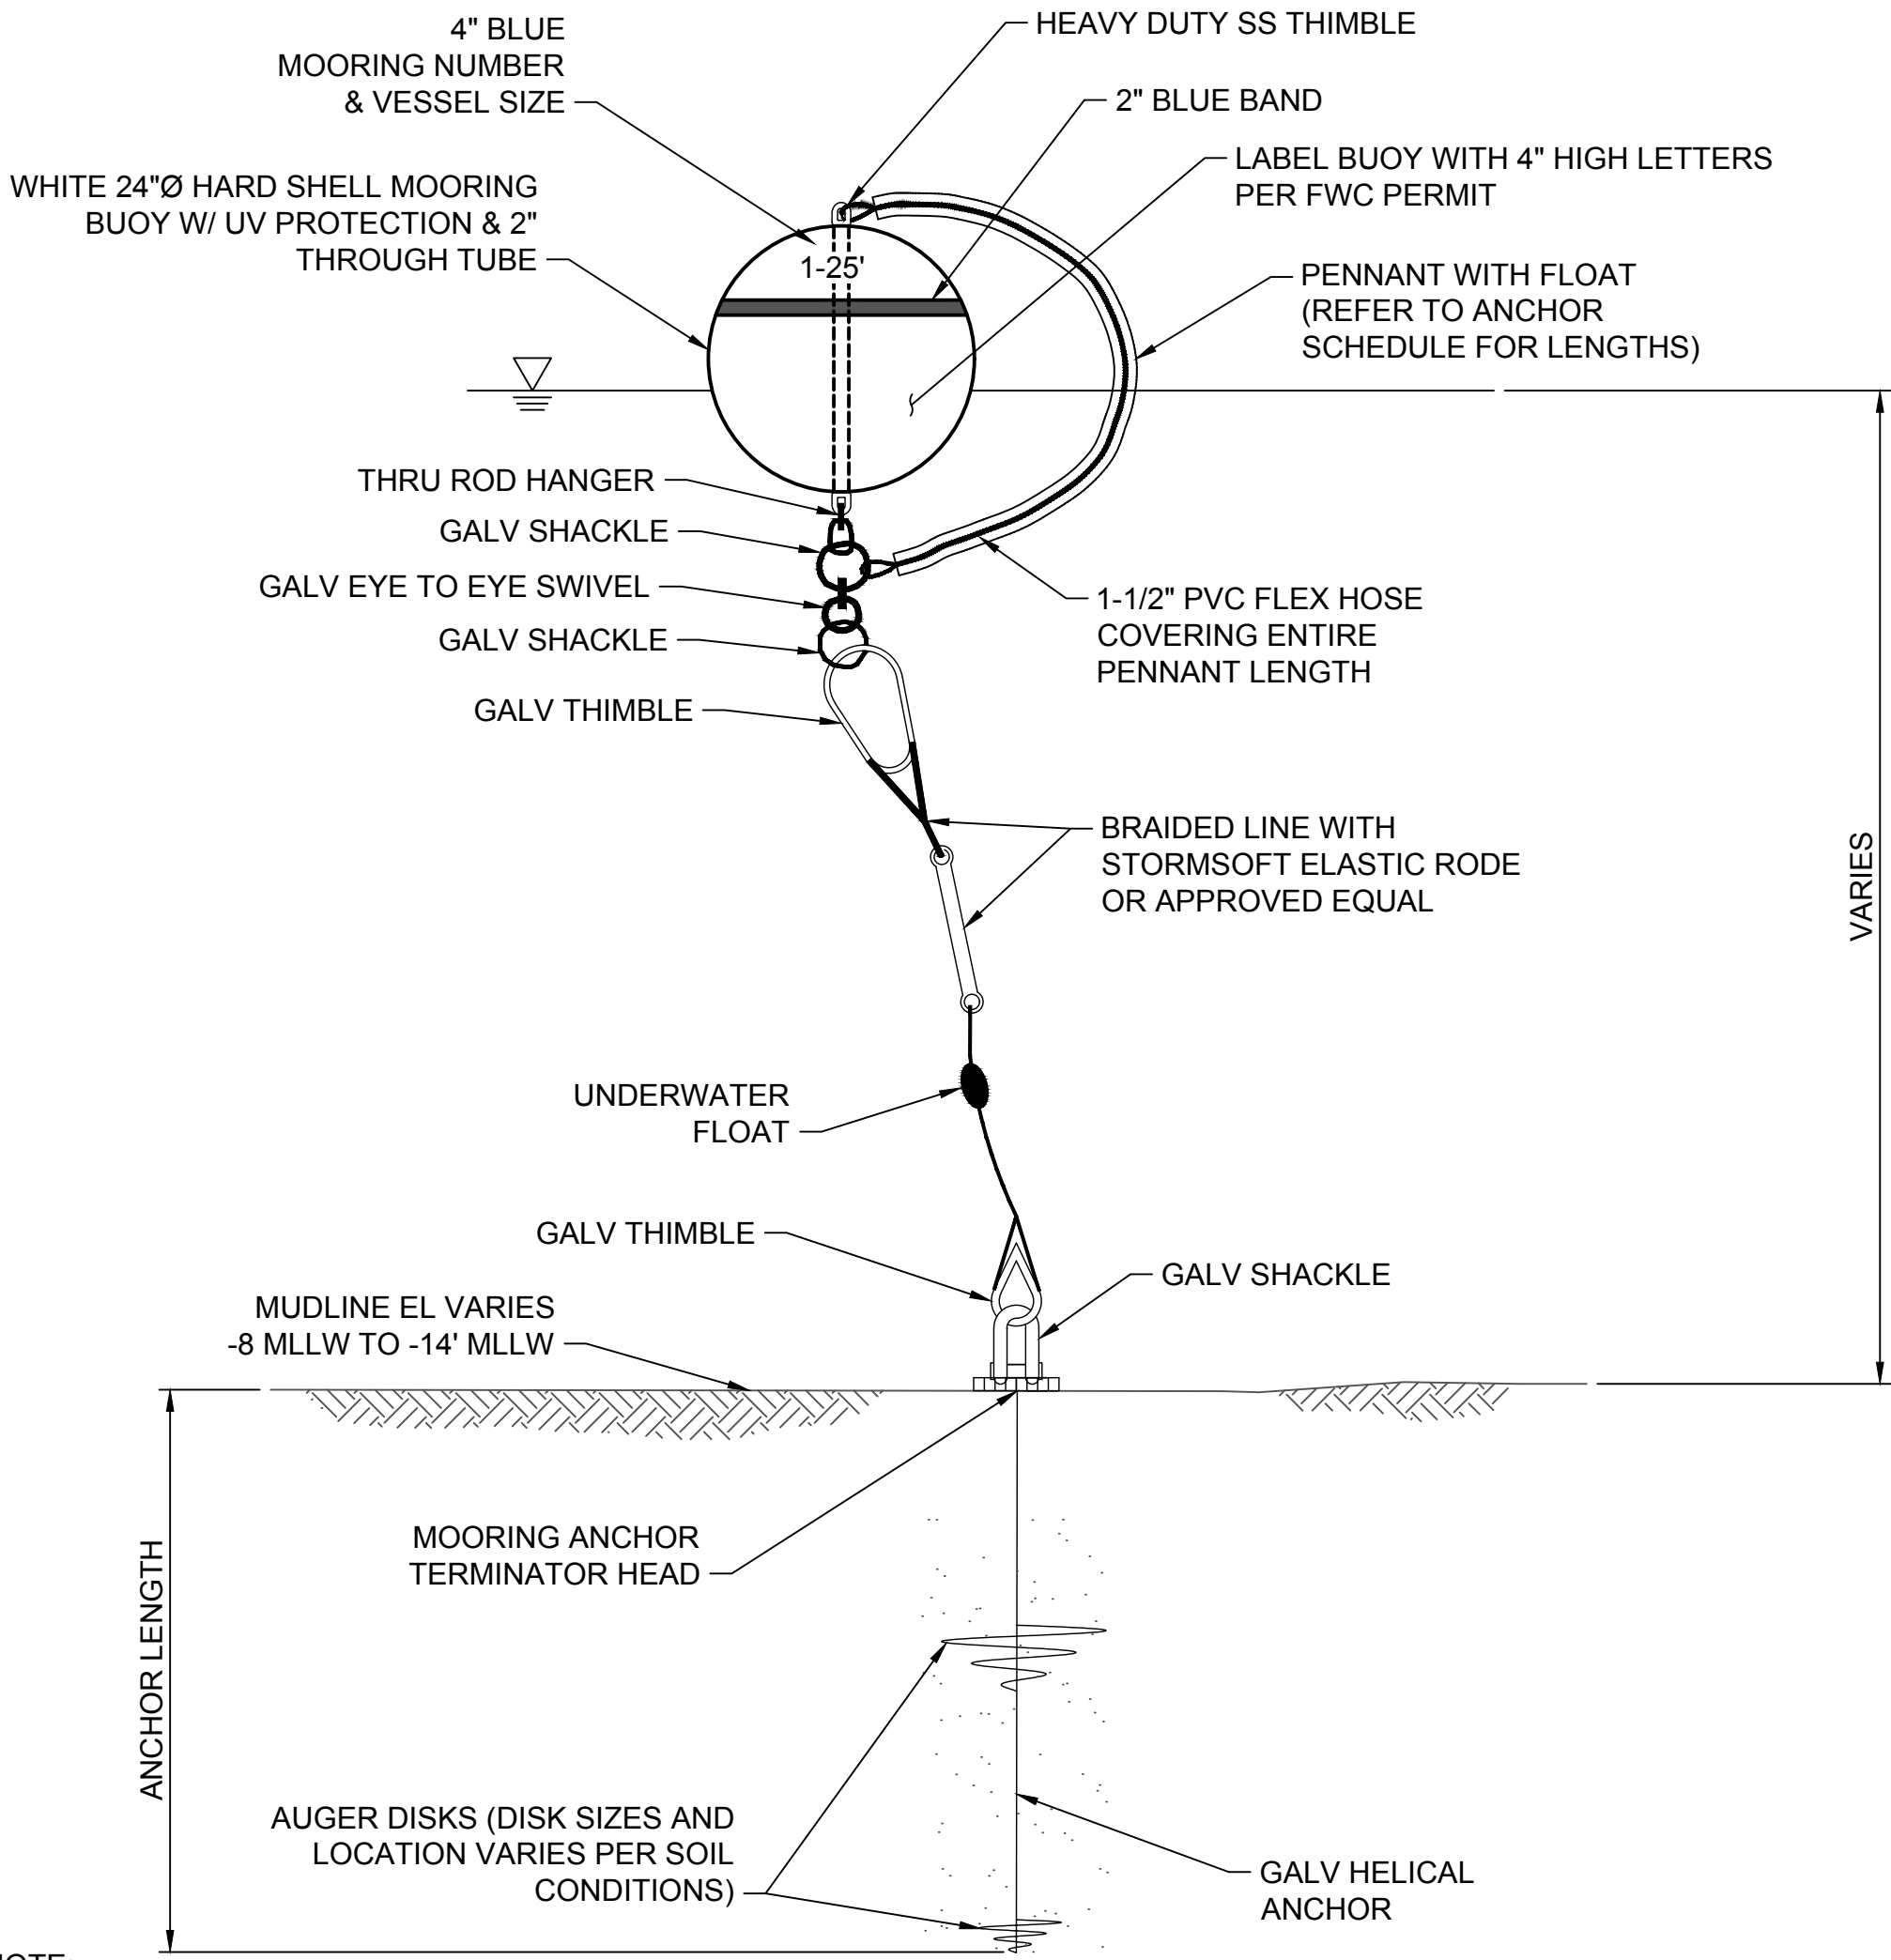 4" BLUE
MOORING NUMBER
& VESSEL SIZE
HEAVY DUTY SS THIMBLE
2" BLUE BAND
LABEL BUOY WITH 4" HIGH LETTERS
PER FWC PERMIT
WHITE 24"Ø HARD SHELL MOORING
BUOY W/ UV PROTECTION & 2"
THROUGH TUBE
1-25'
PENNANT WITH FLOAT
(REFER TO ANCHOR
SCHEDULE FOR LENGTHS)
THRU ROD HANGER
GALV SHACKLE
GALV EYE TO EYE SWIVEL
GALV SHACKLE
1-1/2" PVC FLEX HOSE
COVERING ENTIRE
PENNANT LENGTH
GALV THIMBLE
BRAIDED LINE WITH
STORMSOFT ELASTIC RODE
OR APPROVED EQUAL
VARIES
UNDERWATER
FLOAT
GALV THIMBLE
GALV SHACKLE
MUDLINE EL VARIES
-8 MLLW TO -14' MLLW
MOORING ANCHOR
TERMINATOR HEAD
ANCHOR LENGTH
AUGER DISKS (DISK SIZES AND
LOCATION VARIES PER SOIL
CONDITIONS)
GALV HELICAL
ANCHOR